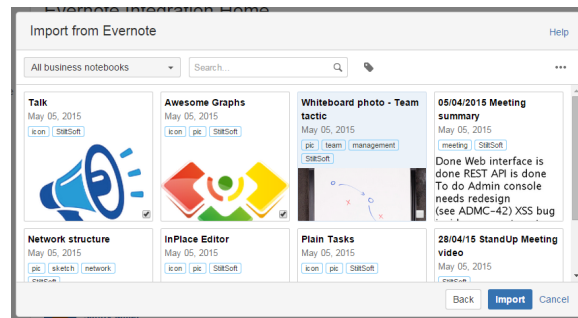 Evernote Integration Home
Import from Evernote
Help
All business notebooks
Search...
Talk
May 05, 2015
icon StiltSoft
Awesome Graphs
May 05, 2015
icon pic StiltSoft
Whiteboard photo - Team
tactic
May 05, 2015
pic team management
StiltSoft
05/04/2015 Meeting
summary
May 05, 2015
meeting StiltSoft
Done Web interface is
done REST API is done
To do Admin console
needs redesign
(see ADMC-42) XSS bug
Network structure
May 05, 2015
pic sketch network
StiltSoft
InPlace Editor
May 05, 2015
icon pic StiltSoft
Plain Tasks
May 05, 2015
icon pic StiltSoft
28/04/15 StandUp Meeting
video
May 05, 2015
Back Import Cancel